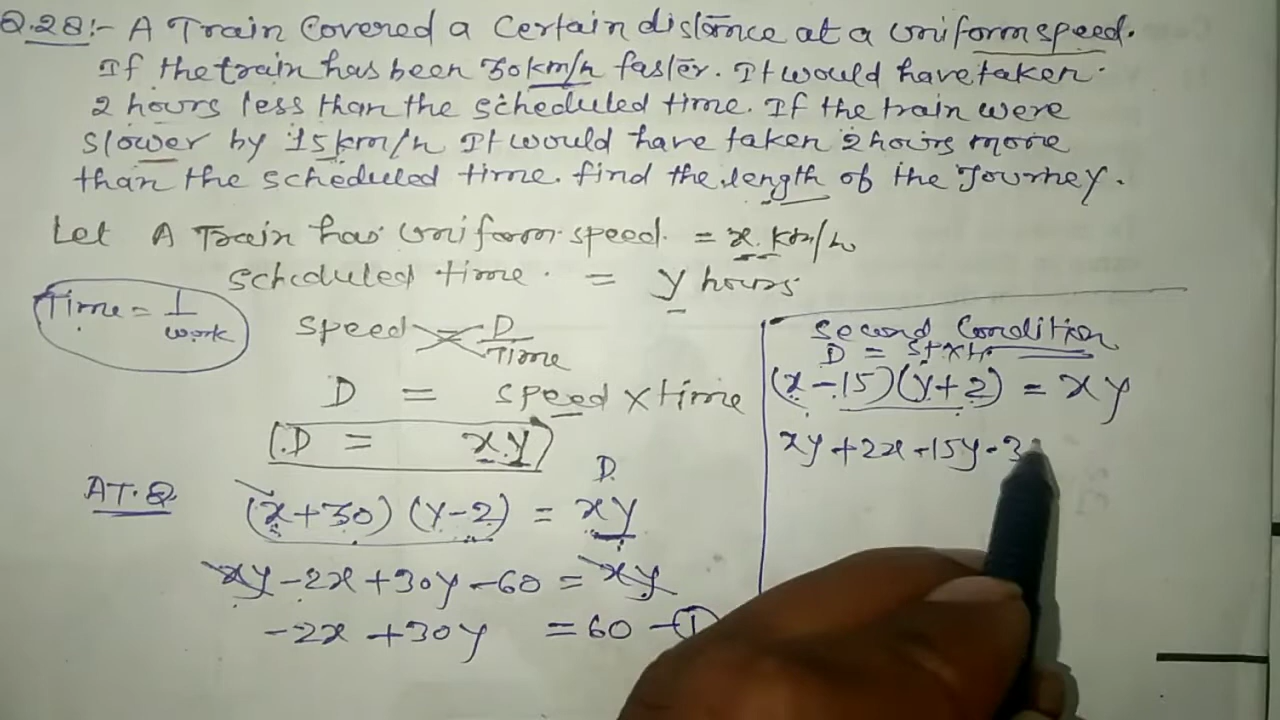 Q.28:- A Train Covered a Certain distance at a uniform speed.
If the train has been 30 km/h faster. It would have taken
2 hours less than the scheduled time. If the train were
slower by 15 km/h It would have taken 2 hours more
than the scheduled time. find the length of the Journey.
Let A Train has uniform speed. = x. km/h
scheduled time. = y hours
Time = 1/work
speed = D/Time
D = speed x time
D = x.y
AT.Q. (x+30) (y-2) = xy
D
xy - 2x + 30y - 60 = xy
-2x + 30y = 60 - ①
Second Condition
(x-15)(y+2) = xy
xy + 2x - 15y - 3